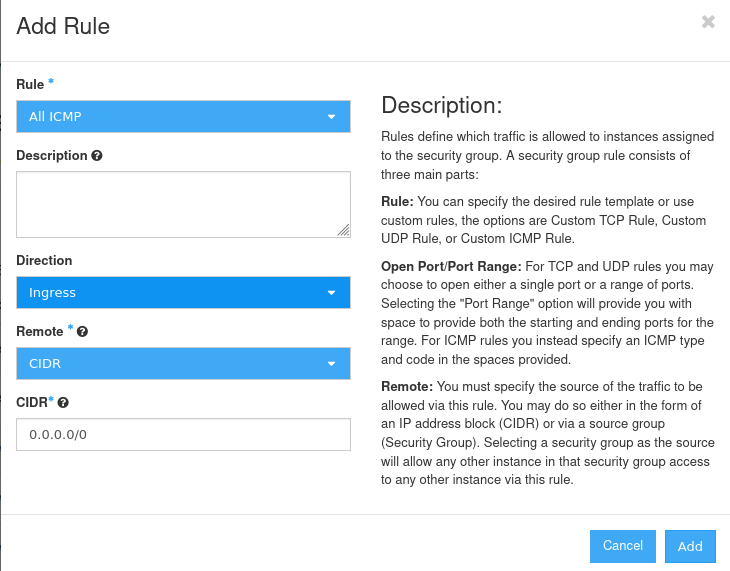 Add Rule
×
Rule *
All ICMP
Description ?
Direction
Ingress
Remote * ?
CIDR
CIDR* ?
0.0.0.0/0
Description:
Rules define which traffic is allowed to instances assigned
to the security group. A security group rule consists of
three main parts:
Rule: You can specify the desired rule template or use
custom rules, the options are Custom TCP Rule, Custom
UDP Rule, or Custom ICMP Rule.
Open Port/Port Range: For TCP and UDP rules you may
choose to open either a single port or a range of ports.
Selecting the "Port Range" option will provide you with
space to provide both the starting and ending ports for the
range. For ICMP rules you instead specify an ICMP type
and code in the spaces provided.
Remote: You must specify the source of the traffic to be
allowed via this rule. You may do so either in the form of
an IP address block (CIDR) or via a source group
(Security Group). Selecting a security group as the source
will allow any other instance in that security group access
to any other instance via this rule.
Cancel
Add